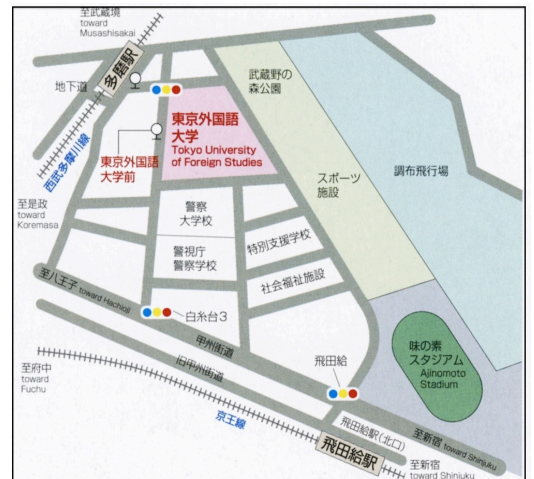 至武蔵境
toward
Musashisakai
多磨駅
地下道
西武多摩川線
武蔵野の
森公園
東京外国語
大学
Tokyo University
of Foreign Studies
東京外国語
大学前
調布飛行場
スポーツ
施設
至是政
toward
Koremasa
警察
大学校
警視庁
警察学校
特別支援学校
社会福祉施設
至八王子 toward Hachioji
白糸台3
甲州街道
旧甲州街道
味の素
スタジアム
Ajinomoto
Stadium
飛田給
至府中
toward
Fuchu
京王線
飛田給駅(北口)
飛田給駅
至新宿 toward Shinjuku
至新宿
toward Shinjuku